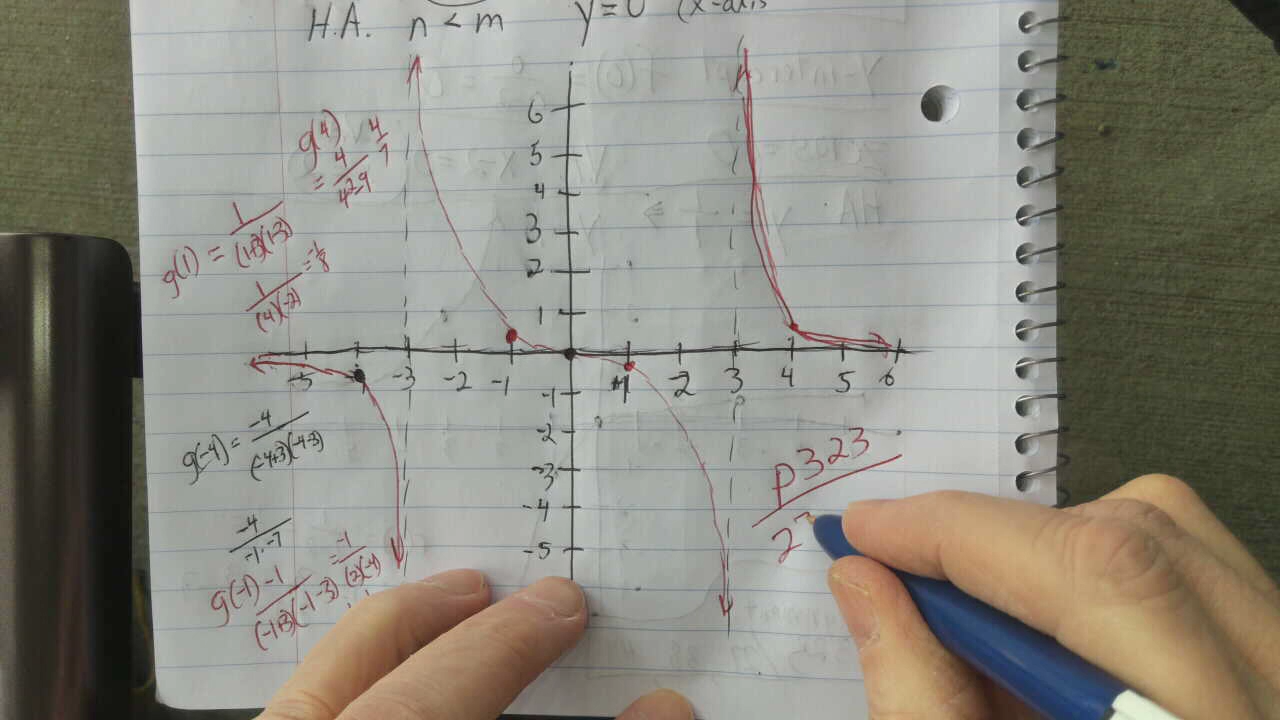 H.A. n < m y=0 (x-axis
g(4)
= 4/4²-9 4/7
g(1) = 1/(1+3)(1-3)
1/(4)(-2) = -1/8
6
5
4
3
2
1
-5 -3 -2 -1 1 2 3 4 5 6
-1
-2
-3
-4
-5
g(-4) = -4/(-4+3)(-4-3)
-4/-1·-7
g(-1) -1/(-1+3)(-1-3) = -1/(2)(-4)
p323